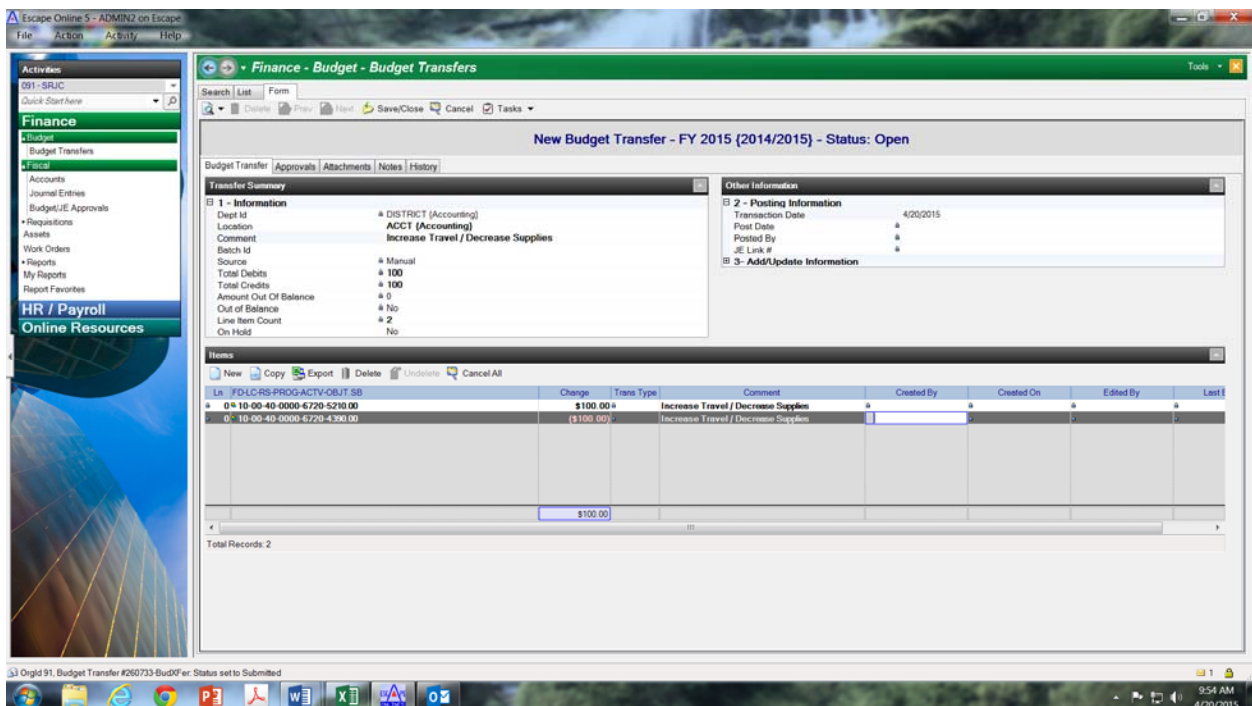 Escape Online 5 - ADMIN2 on Escape
File Action Activity Help
Activities
091 - SRJC
Quick Start here
Finance
Budget
Budget Transfers
Fiscal
Accounts
Journal Entries
Budget/JE Approvals
Requisitions
Assets
Work Orders
Reports
My Reports
Report Favorites
HR / Payroll
Online Resources
Finance - Budget - Budget Transfers
Tools
Search List Form
Delete Prev Next Save/Close Cancel Tasks
New Budget Transfer - FY 2015 {2014/2015} - Status: Open
Budget Transfer Approvals Attachments Notes History
Transfer Summary
1 - Information
Dept Id DISTRICT {Accounting}
Location ACCT {Accounting}
Comment Increase Travel / Decrease Supplies
Batch Id
Source Manual
Total Debits 100
Total Credits 100
Amount Out Of Balance 0
Out of Balance No
Line Item Count 2
On Hold No
Other Information
2 - Posting Information
Transaction Date 4/20/2015
Post Date
Posted By
JE Link #
3- Add/Update Information
Items
New Copy Export Delete Undelete Cancel All
Ln FD-LC-RS-PROG-ACTV-OBJT.SB Change Trans Type Comment Created By Created On Edited By Last E
0 10-00-40-0000-6720-5210.00 $100.00 Increase Travel / Decrease Supplies
0 10-00-40-0000-6720-4390.00 ($100.00) Increase Travel / Decrease Supplies
$100.00
Total Records: 2
OrgId 91, Budget Transfer #260733-BudXFer: Status set to Submitted
1
9:54 AM
4/20/2015